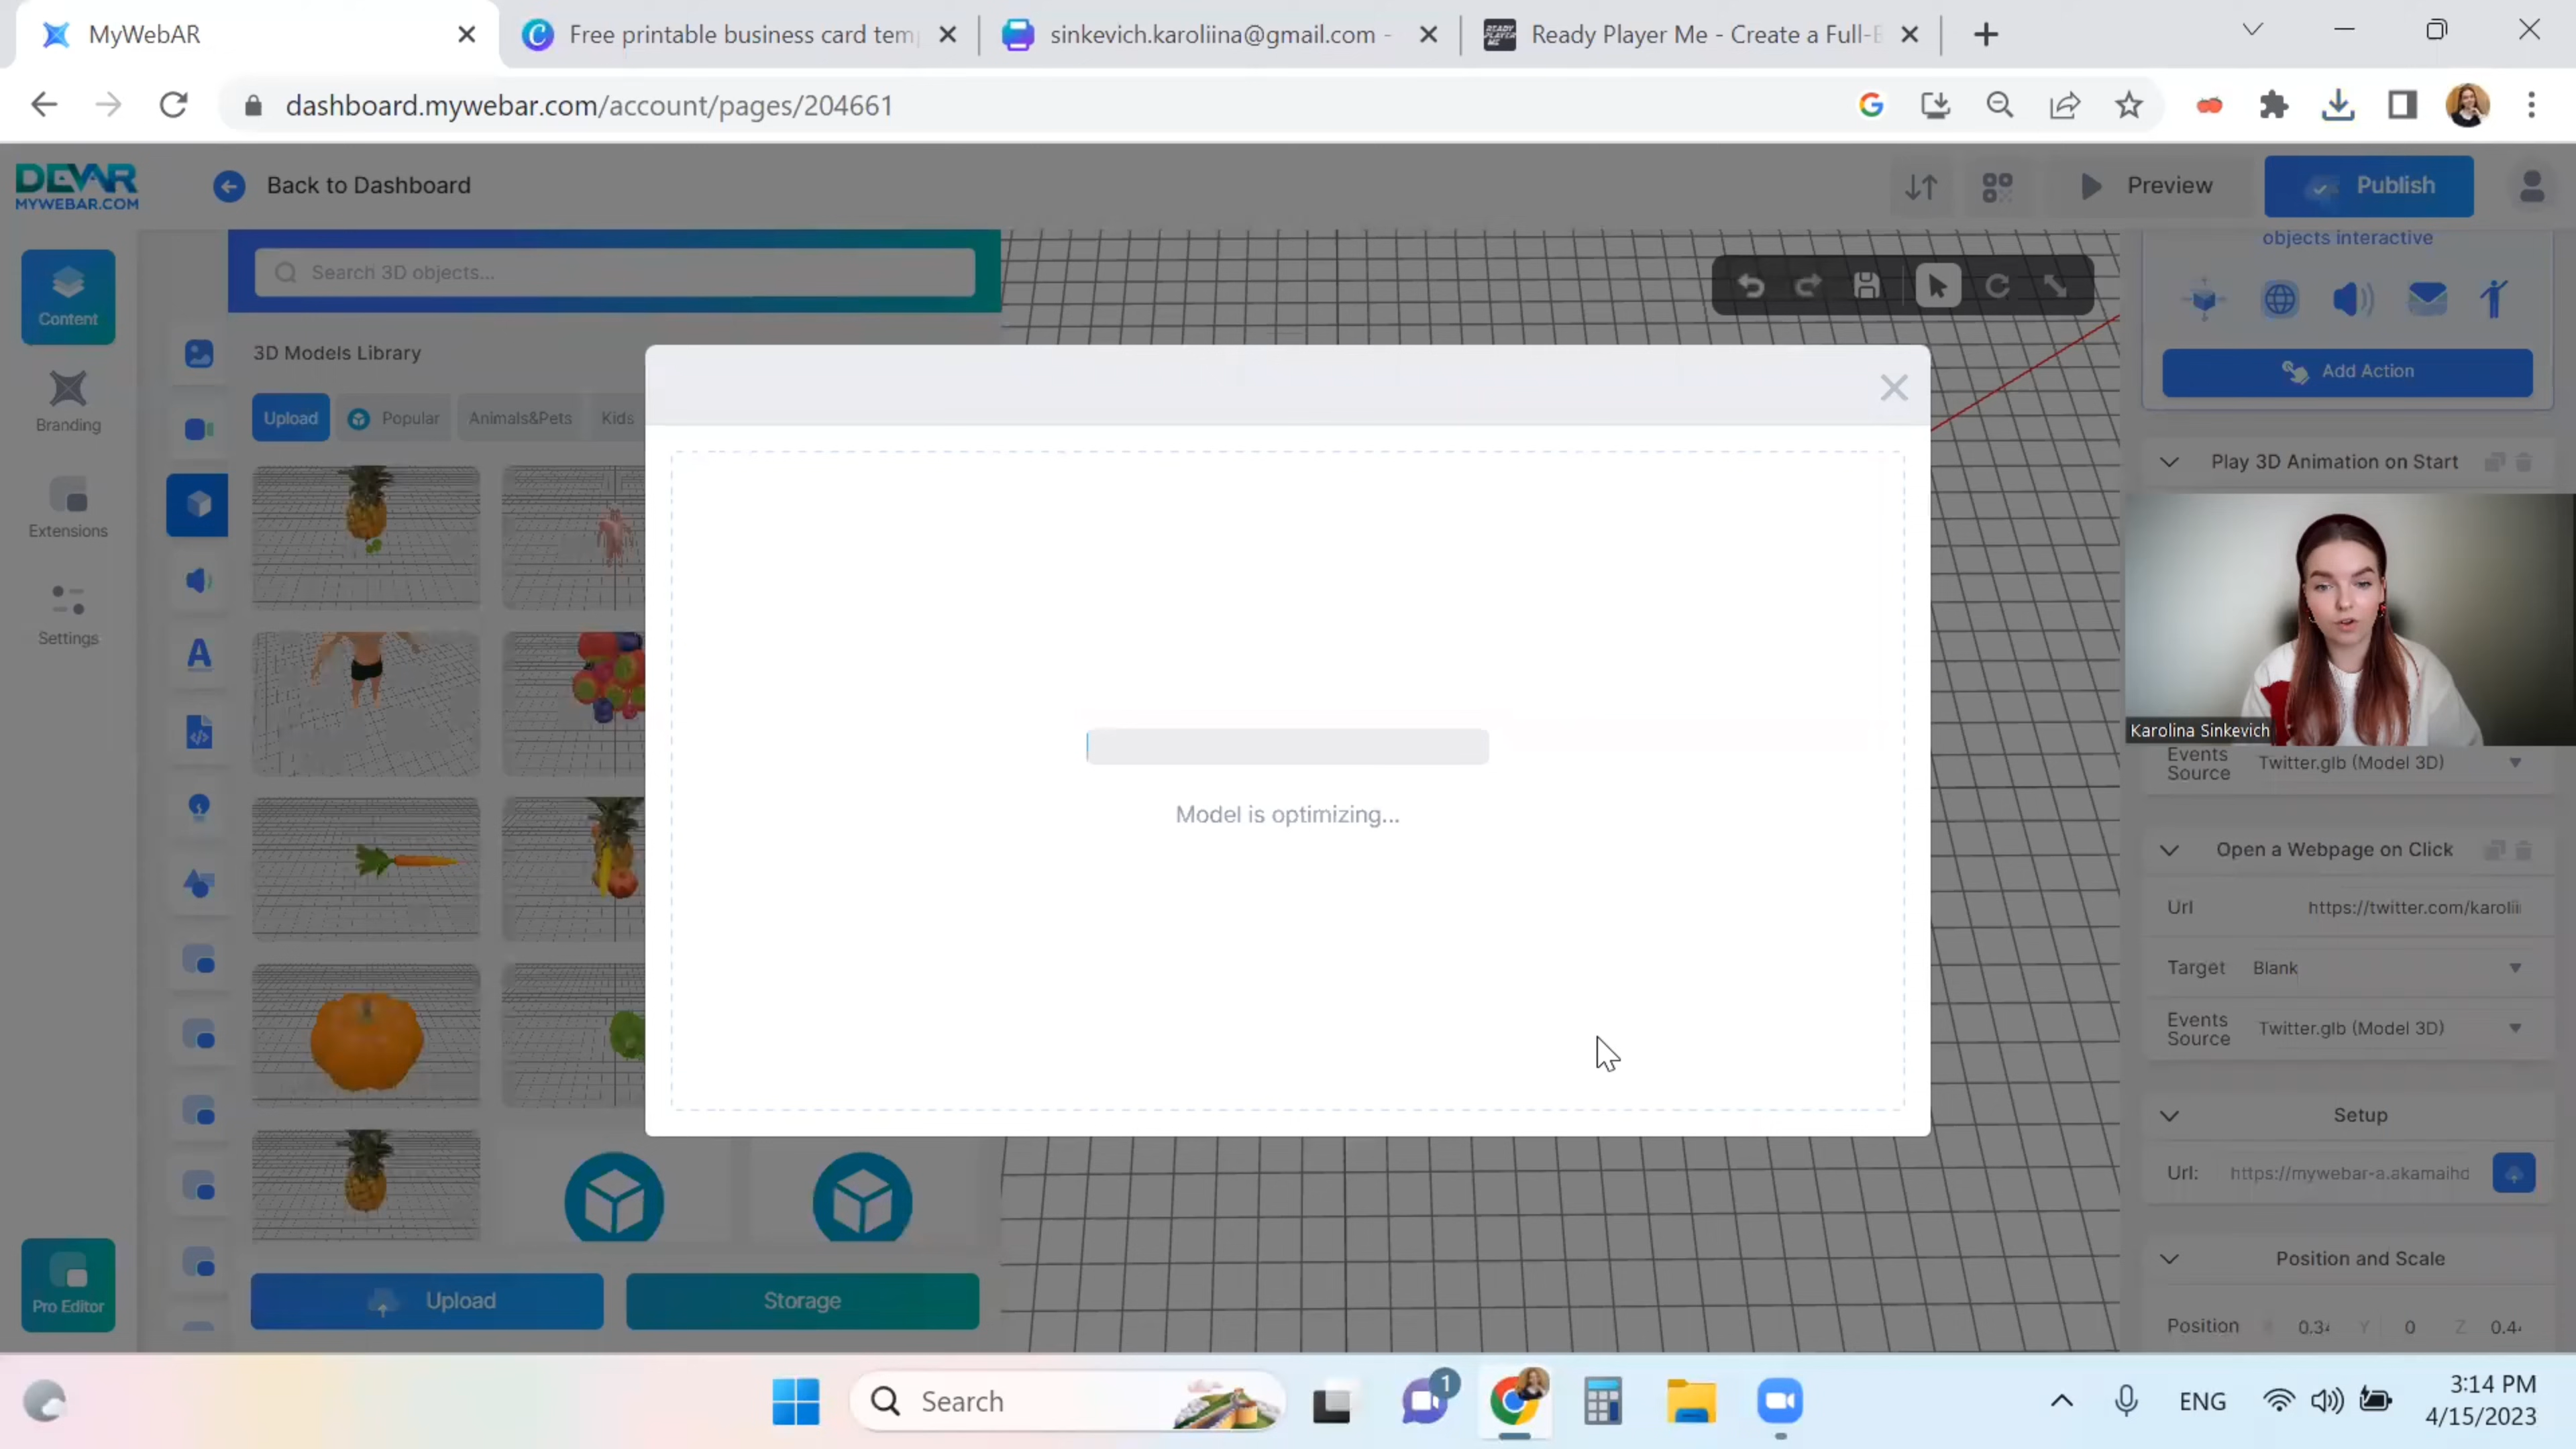 MyWebAR
Free printable business card tem
sinkevich.karoliina@gmail.com -
Ready Player Me - Create a Full-B
dashboard.mywebar.com/account/pages/204661
DEVAR
MYWEBAR.COM
Back to Dashboard
Preview
Publish
Content
Branding
Extensions
Settings
Pro Editor
Search 3D objects...
3D Models Library
Upload
Popular
Animals&Pets
Kids
Upload
Storage
Model is optimizing...
objects interactive
Add Action
Play 3D Animation on Start
Karolina Sinkevich
Events Source
Twitter.glb (Model 3D)
Open a Webpage on Click
Url
https://twitter.com/karolii
Target
Blank
Events Source
Twitter.glb (Model 3D)
Setup
Url:
https://mywebar-a.akamaihd
Position and Scale
Position
0.34
Y
0
Z
0.4
Search
1
ENG
3:14 PM
4/15/2023